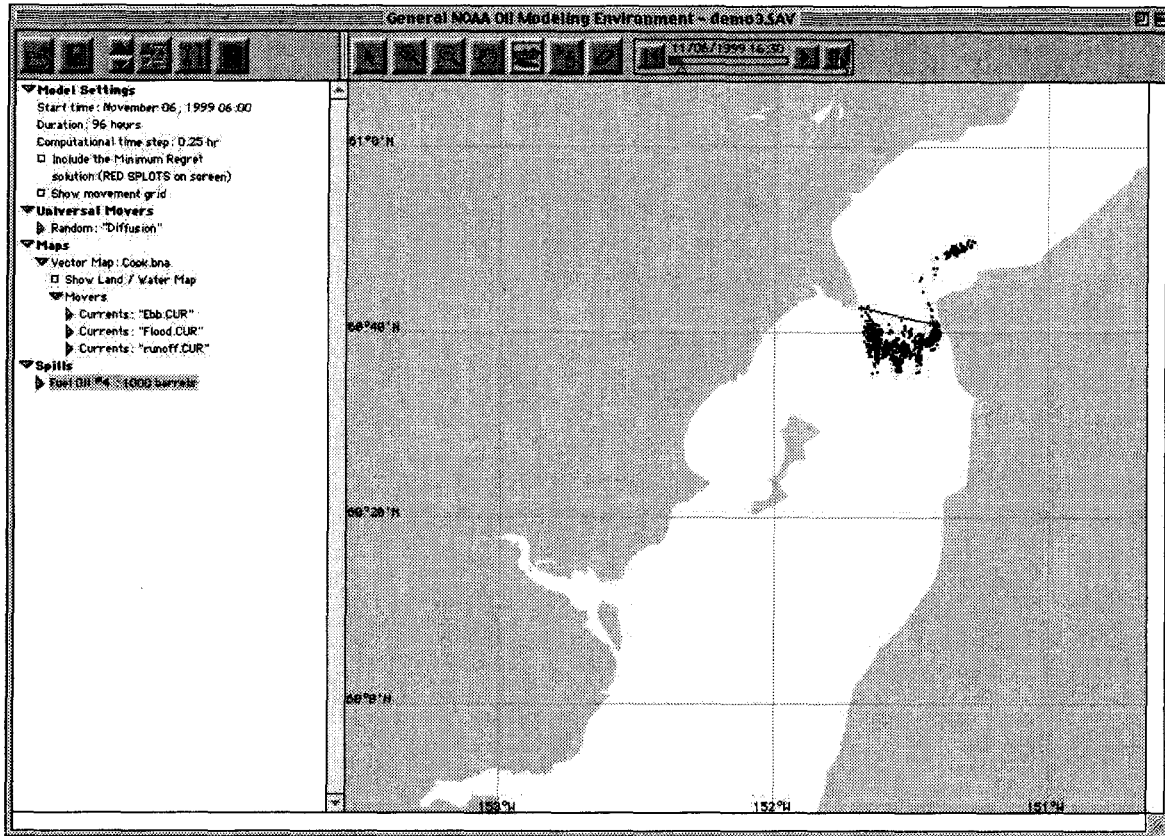 General NOAA Oil Modeling Environment - demo3.SAV
11/06/1999 16:30
Model Settings
Start time: November 06, 1999 06:00
Duration: 96 hours
Computational time step: 0.25 hr
Include the Minimum Regret
solution (RED SPLOTS on screen)
Show movement grid
Universal Movers
Random: "Diffusion"
Maps
Vector Map: Cook.bna
Show Land / Water Map
Movers
Currents: "Ebb.CUR"
Currents: "Flood.CUR"
Currents: "runoff.CUR"
Spills
Fuel Oil #4 : 1000 barrels
61°0'N
60°40'N
60°20'N
60°0'N
153°W
152°W
151°W